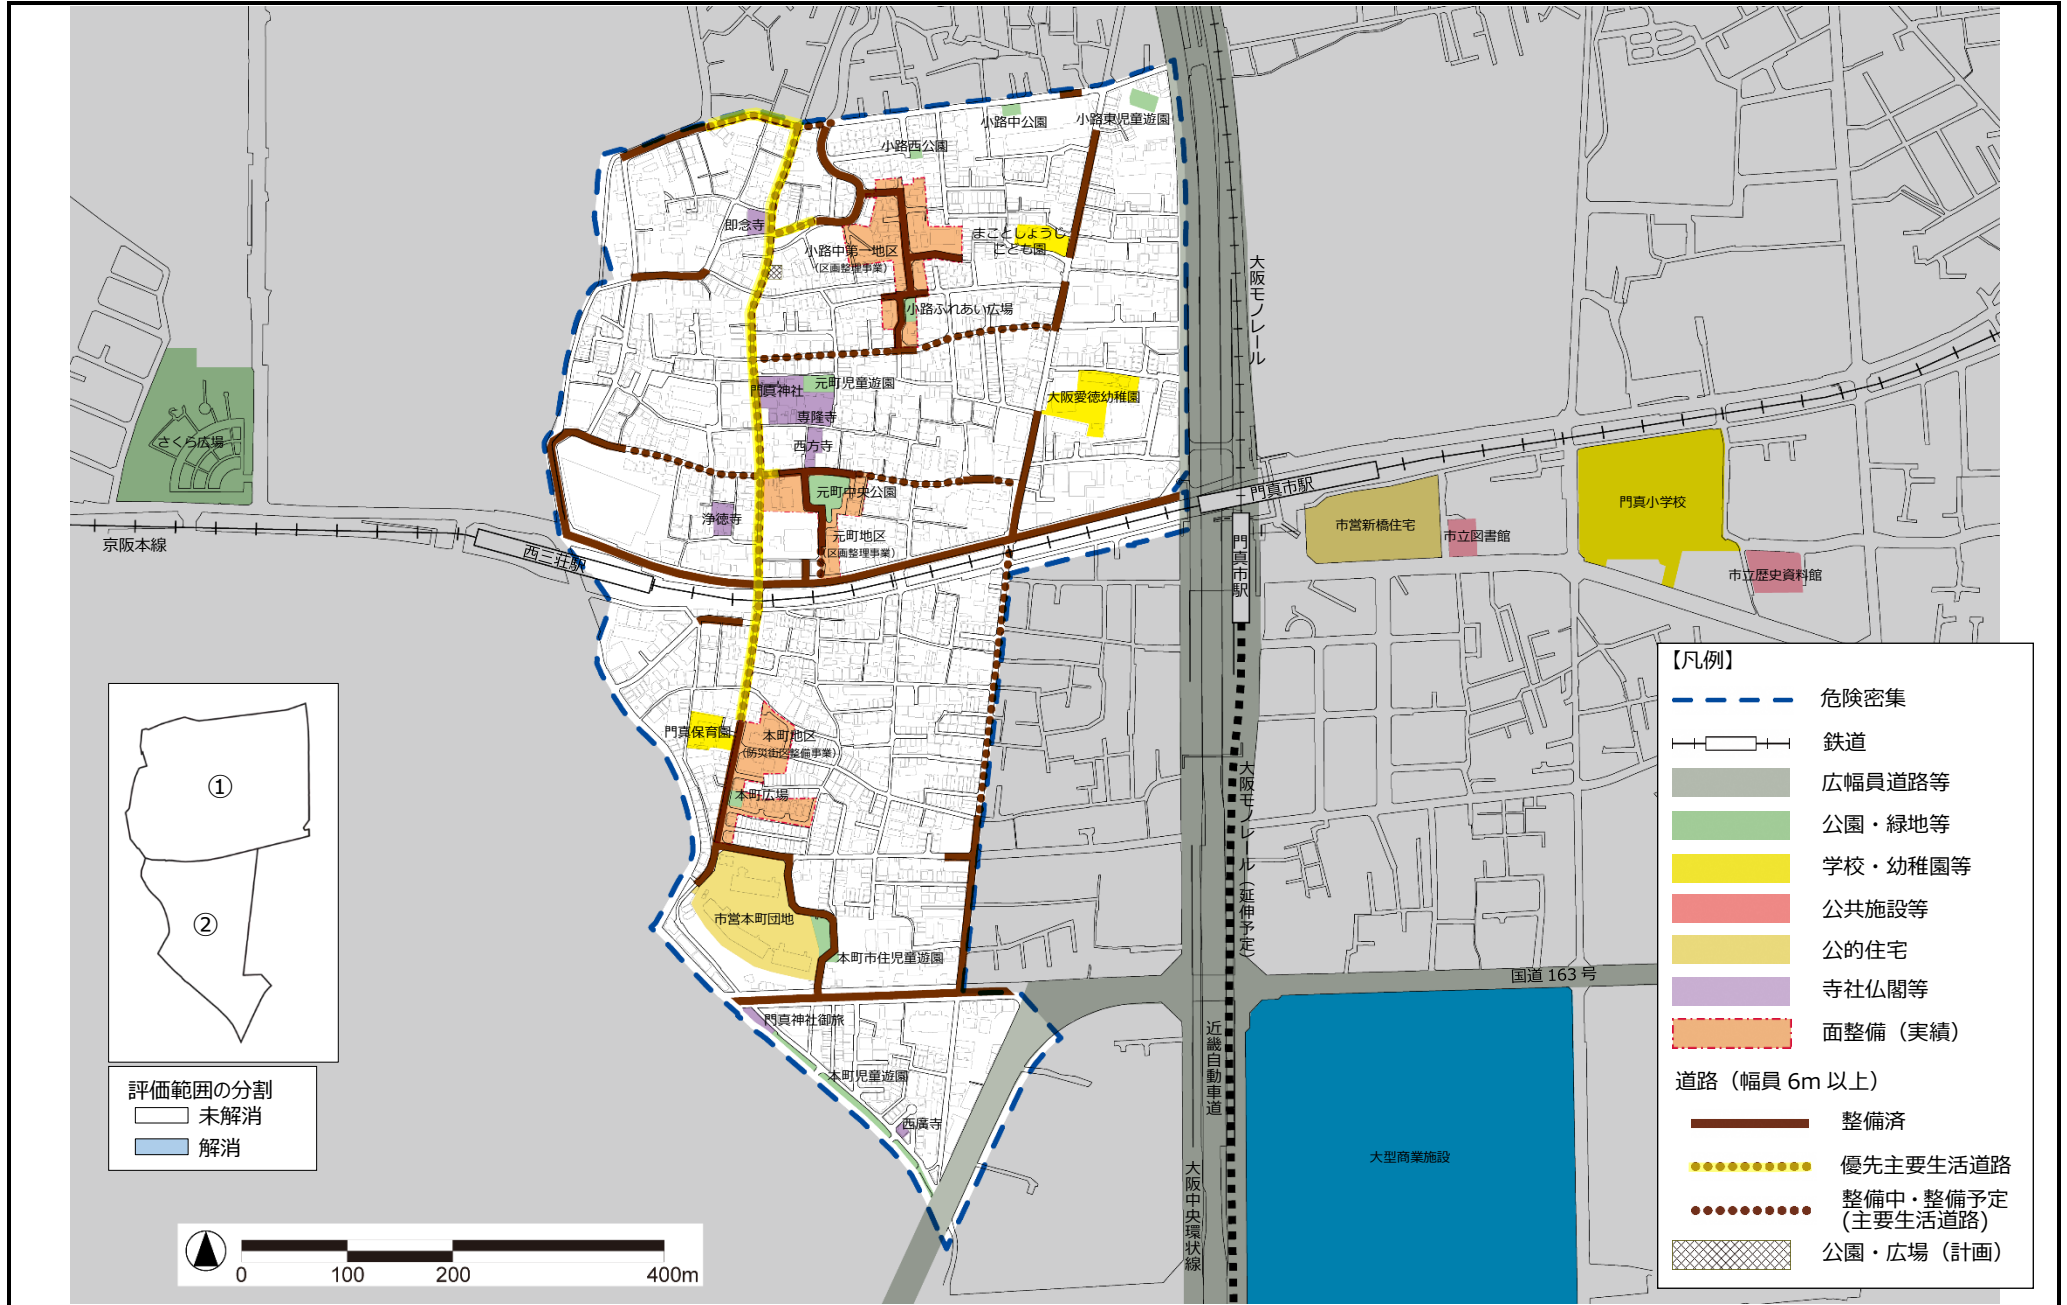 小路中公園
小路東児童遊園
小路西公園
即念寺
まことしょうじ
こども園
小路中第一地区
（区画整理事業）
小路ふれあい広場
大阪モノレール
門真神社
元町児童遊園
専隆寺
大阪愛徳幼稚園
西方寺
さくら広場
元町中央公園
浄徳寺
元町地区
（区画整理事業）
門真市駅
門真市駅
市営新橋住宅
市立図書館
門真小学校
市立歴史資料館
京阪本線
西三荘駅
門真保育園
本町地区
（防災街区整備事業）
本町広場
大阪モノレール（延伸予定）
市営本町団地
本町市住児童遊園
国道 163 号
門真神社御旅
近畿自動車道
本町児童遊園
西廣寺
大阪中央環状線
大型商業施設
①
②
評価範囲の分割
未解消
解消
0
100
200
400m
【凡例】
危険密集
鉄道
広幅員道路等
公園・緑地等
学校・幼稚園等
公共施設等
公的住宅
寺社仏閣等
面整備（実績）
道路（幅員 6m 以上）
整備済
優先主要生活道路
整備中・整備予定
(主要生活道路)
公園・広場（計画）